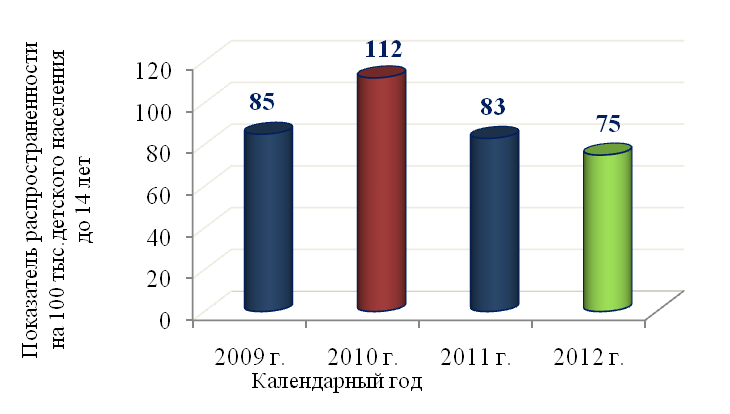 Показатель распространенности
на 100 тыс.детского населения
до 14 лет
120
100
80
60
40
20
0
85
112
83
75
2009 г.
2010 г.
2011 г.
2012 г.
Календарный год